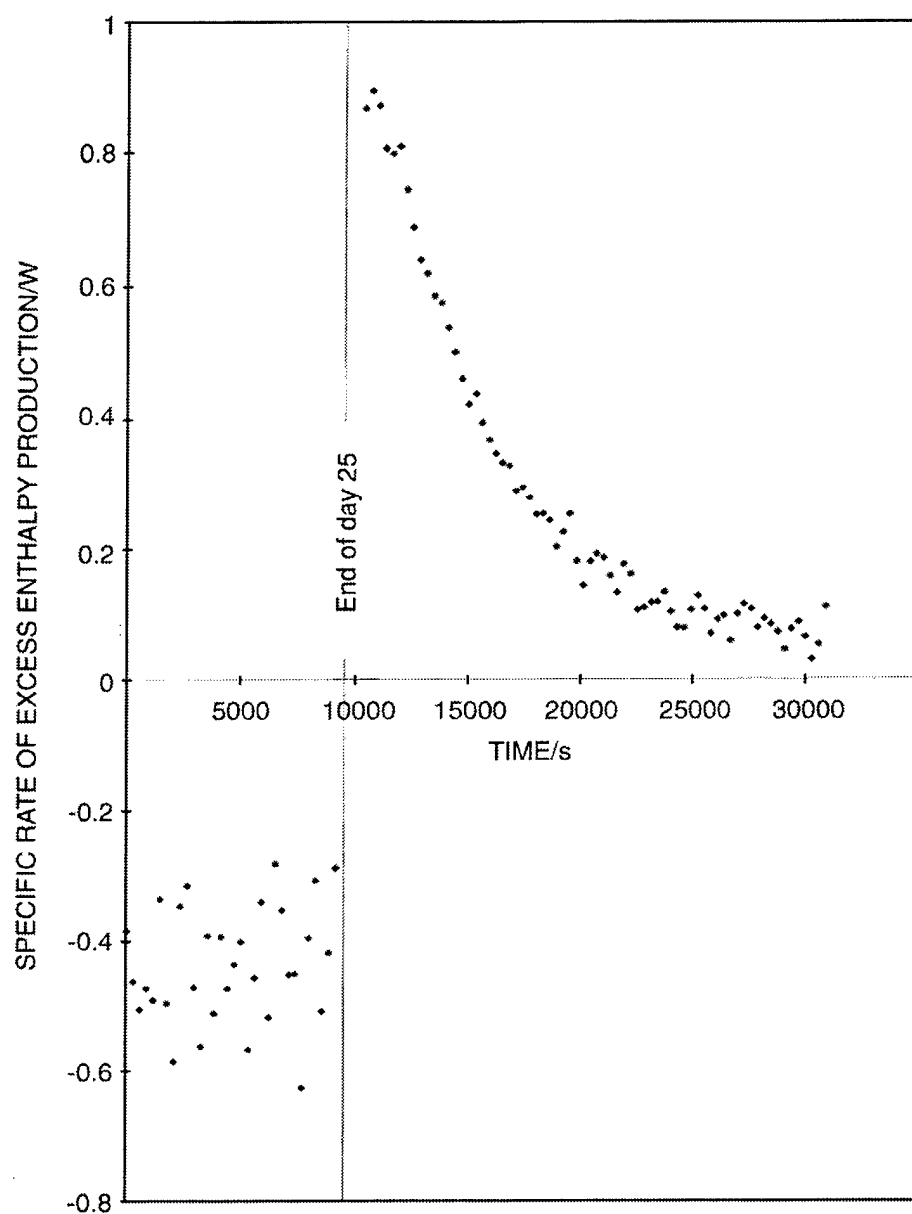 SPECIFIC RATE OF EXCESS ENTHALPY PRODUCTION/W
1
0.8
0.6
0.4
0.2
0
-0.2
-0.4
-0.6
-0.8
End of day 25
5000 10000 15000 20000 25000 30000
TIME/s